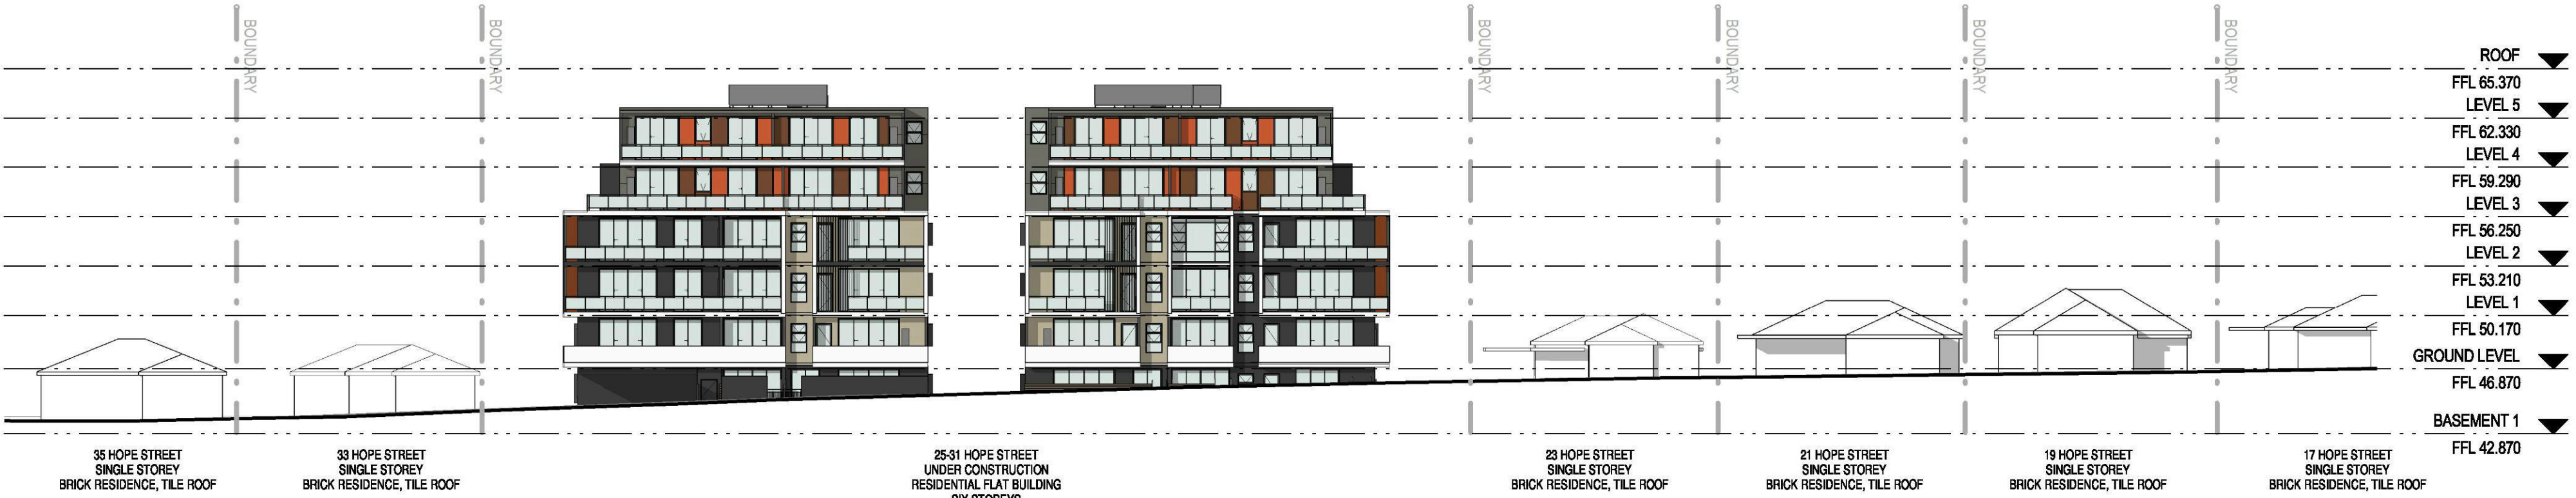 BOUNDARY
BOUNDARY
BOUNDARY
BOUNDARY
BOUNDARY
BOUNDARY
ROOF
FFL 65.370
LEVEL 5
FFL 62.330
LEVEL 4
FFL 59.290
LEVEL 3
FFL 56.250
LEVEL 2
FFL 53.210
LEVEL 1
FFL 50.170
GROUND LEVEL
FFL 46.870
BASEMENT 1
FFL 42.870
35 HOPE STREET
SINGLE STOREY
BRICK RESIDENCE, TILE ROOF
33 HOPE STREET
SINGLE STOREY
BRICK RESIDENCE, TILE ROOF
25-31 HOPE STREET
UNDER CONSTRUCTION
RESIDENTIAL FLAT BUILDING
SIX STOREYS
23 HOPE STREET
SINGLE STOREY
BRICK RESIDENCE, TILE ROOF
21 HOPE STREET
SINGLE STOREY
BRICK RESIDENCE, TILE ROOF
19 HOPE STREET
SINGLE STOREY
BRICK RESIDENCE, TILE ROOF
17 HOPE STREET
SINGLE STOREY
BRICK RESIDENCE, TILE ROOF